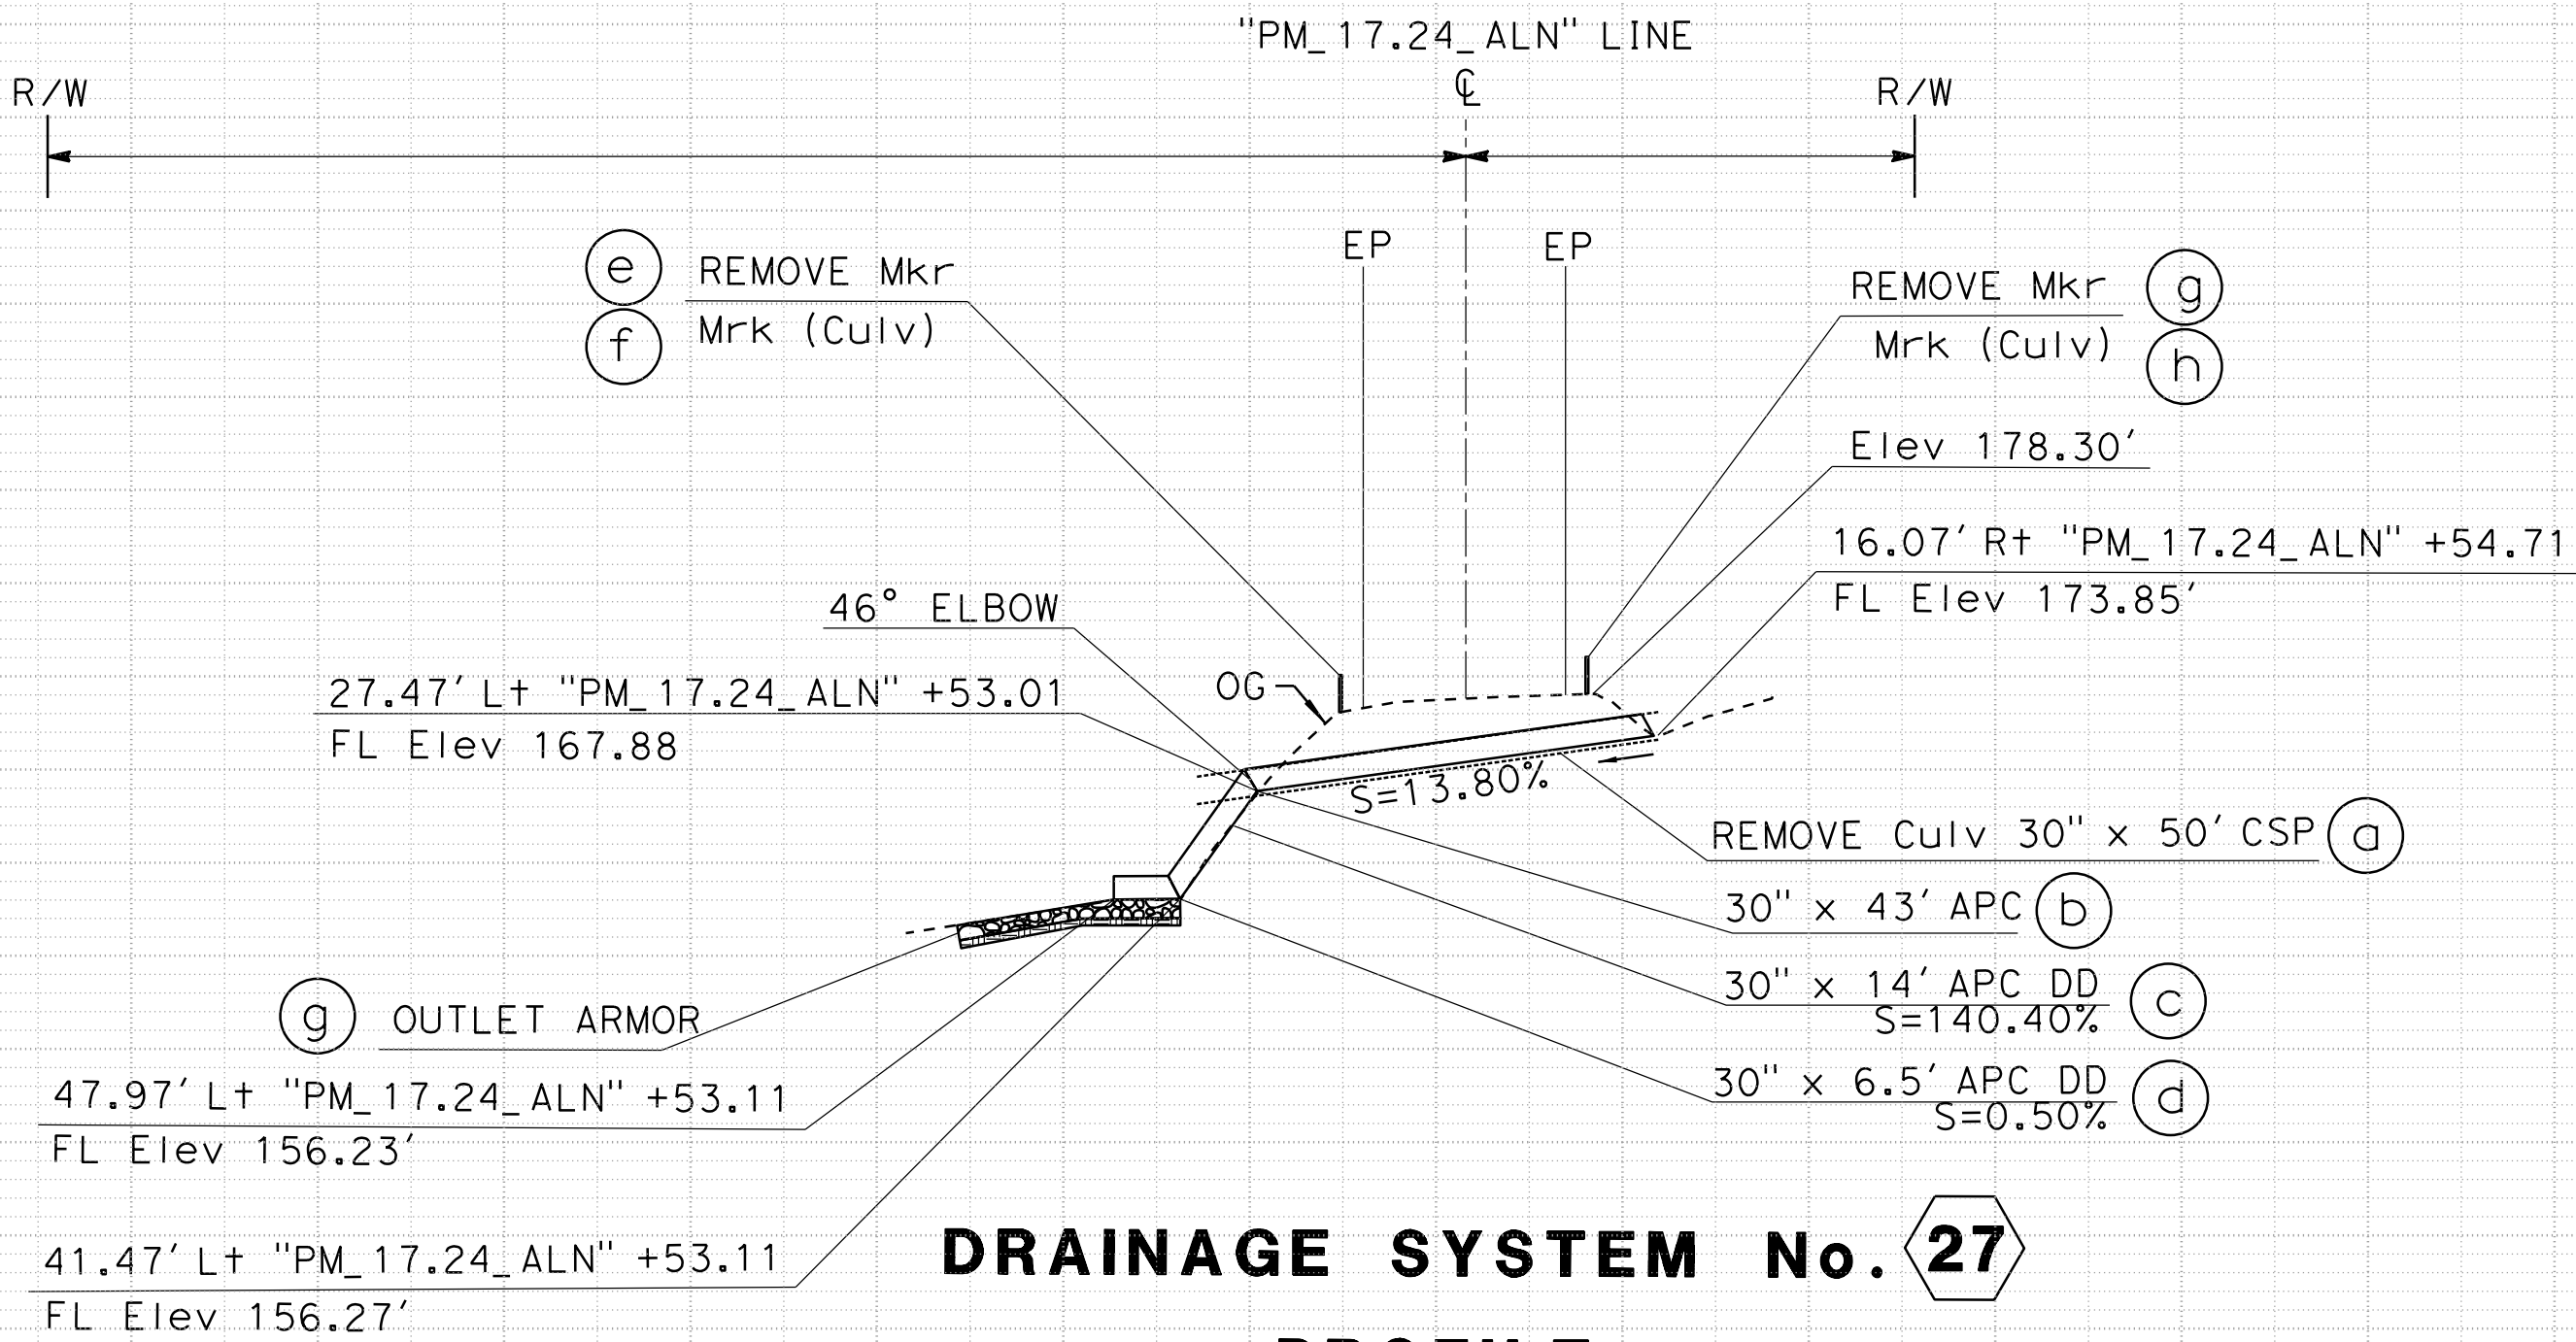 "PM_17.24_ALN" LINE
℄
R/W
R/W
EP
EP
e REMOVE Mkr
f Mrk (Culv)
REMOVE Mkr g
Mrk (Culv) h
Elev 178.30'
16.07' Rt "PM_17.24_ALN" +54.71
FL Elev 173.85'
46° ELBOW
OG
27.47' Lt "PM_17.24_ALN" +53.01
FL Elev 167.88
S=13.80%
REMOVE Culv 30" x 50' CSP a
30" x 43' APC b
30" x 14' APC DD c
S=140.40%
g OUTLET ARMOR
30" x 6.5' APC DD d
S=0.50%
47.97' Lt "PM_17.24_ALN" +53.11
FL Elev 156.23'
41.47' Lt "PM_17.24_ALN" +53.11
FL Elev 156.27'
DRAINAGE SYSTEM No. 27